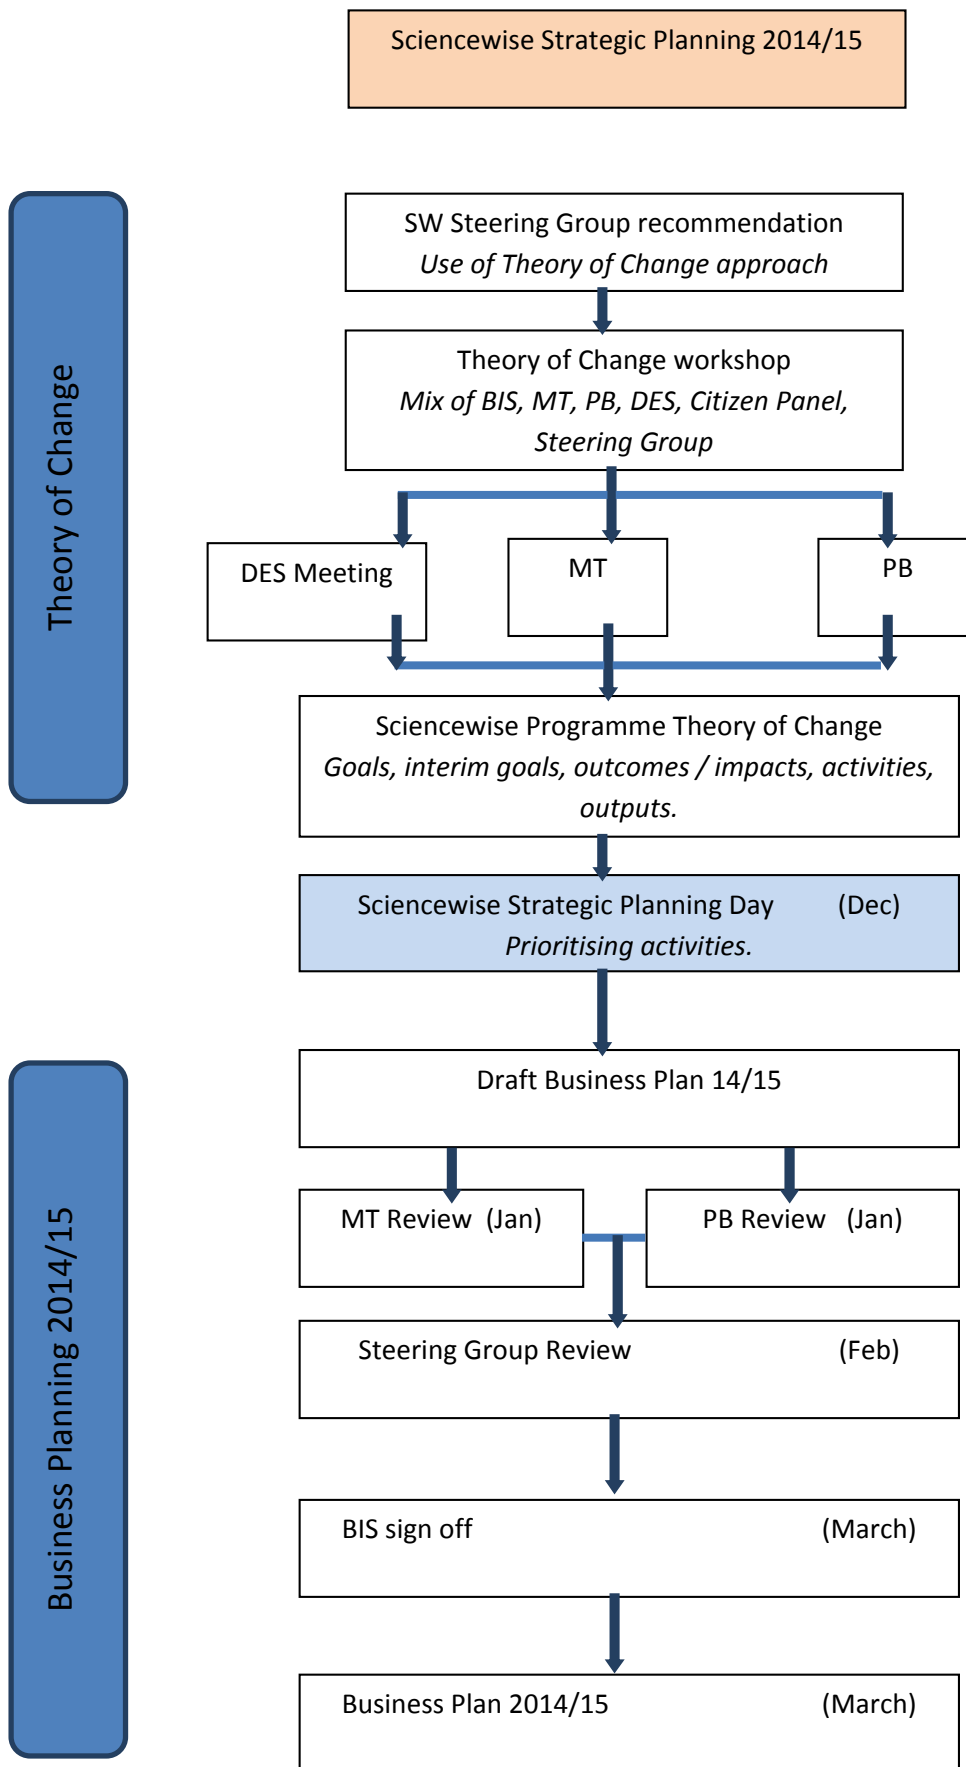 Sciencewise Strategic Planning 2014/15
Theory of Change
SW Steering Group recommendation
Use of Theory of Change approach
Theory of Change workshop
Mix of BIS, MT, PB, DES, Citizen Panel,
Steering Group
DES Meeting
MT
PB
Sciencewise Programme Theory of Change
Goals, interim goals, outcomes / impacts, activities,
outputs.
Sciencewise Strategic Planning Day (Dec)
Prioritising activities.
Business Planning 2014/15
Draft Business Plan 14/15
MT Review (Jan)
PB Review (Jan)
Steering Group Review (Feb)
BIS sign off (March)
Business Plan 2014/15 (March)